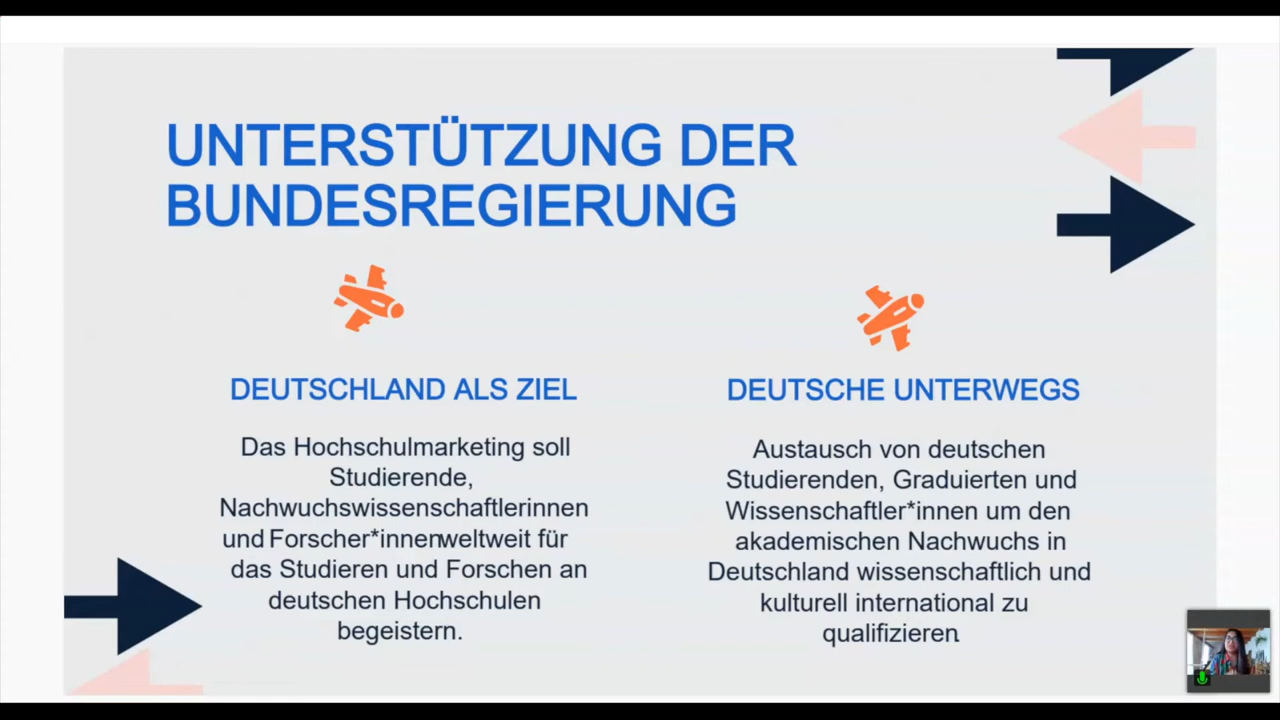 UNTERSTÜTZUNG DER
BUNDESREGIERUNG
DEUTSCHLAND ALS ZIEL
Das Hochschulmarketing soll
Studierende,
Nachwuchswissenschaftlerinnen
und Forscher*innenweltweit für
das Studieren und Forschen an
deutschen Hochschulen
begeistern.
DEUTSCHE UNTERWEGS
Austausch von deutschen
Studierenden, Graduierten und
Wissenschaftler*innen um den
akademischen Nachwuchs in
Deutschland wissenschaftlich und
kulturell international zu
qualifizieren.